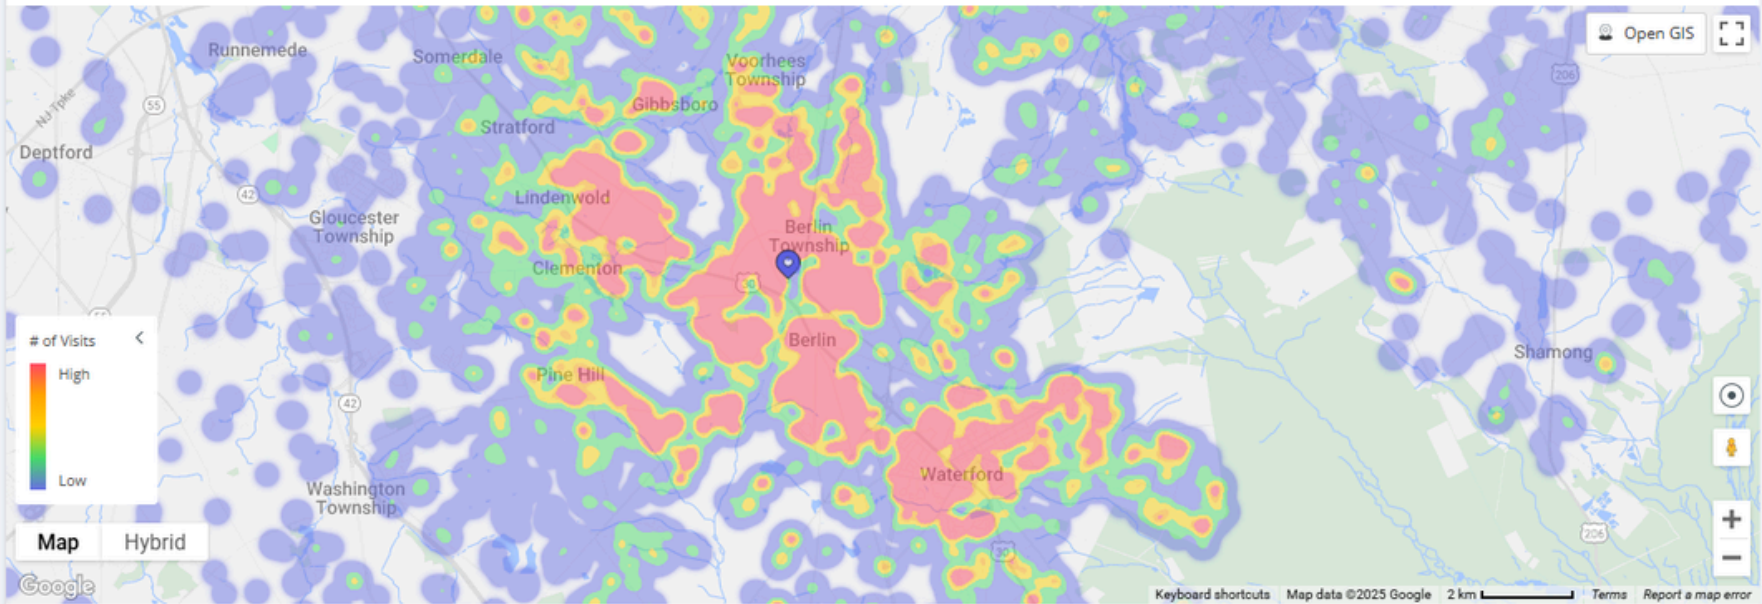 Runnemede
Somerdale
Voorhees
Township
Open GIS
206
NJ Tpke
55
Gibbsboro
Stratford
Deptford
42
Lindenwold
Gloucester
Township
Berlin
Township
Clementon
30
# of Visits
High
Low
Berlin
Shamong
Pine Hill
42
Waterford
Washington
Township
30
206
Map
Hybrid
Google
Keyboard shortcuts
Map data ©2025 Google
2 km
Terms
Report a map error